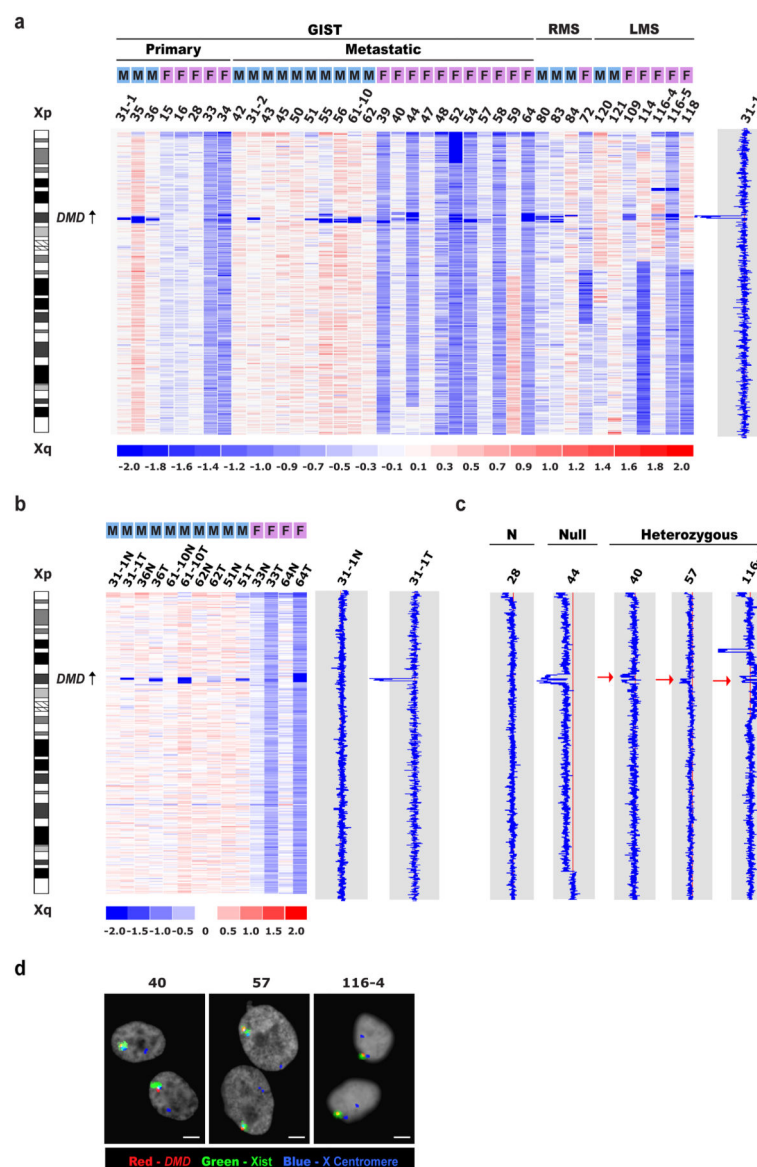 a
GIST RMS LMS
Primary Metastatic
M M M F F F F F M M M M M M M M M M F F F F F F F F F F F M M M F M M F F F F F
Xp
31-1 35 36 15 16 28 33 34 42 31-2 43 45 50 51 55 56 61-10 62 39 40 44 47 48 52 54 57 58 59 64 80 83 84 72 120 121 109 114 116-4 116-5 118 31-1
DMD ↑
Xq
-2.0 -1.8 -1.6 -1.4 -1.2 -1.0 -0.9 -0.7 -0.5 -0.3 -0.1 0.1 0.3 0.5 0.7 0.9 1.0 1.2 1.4 1.6 1.8 2.0
b
M M M M M M M M M M F F F F
Xp
31-1N 31-1T 36N 36T 61-10N 61-10T 62N 62T 51N 51T 33N 33T 64N 64T 31-1N 31-1T
DMD ↑
Xq
-2.0 -1.5 -1.0 -0.5 0 0.5 1.0 1.5 2.0
c
N Null Heterozygous
28 44 40 57 116-
d
40 57 116-4
Red - DMD Green - Xist Blue - X Centromere